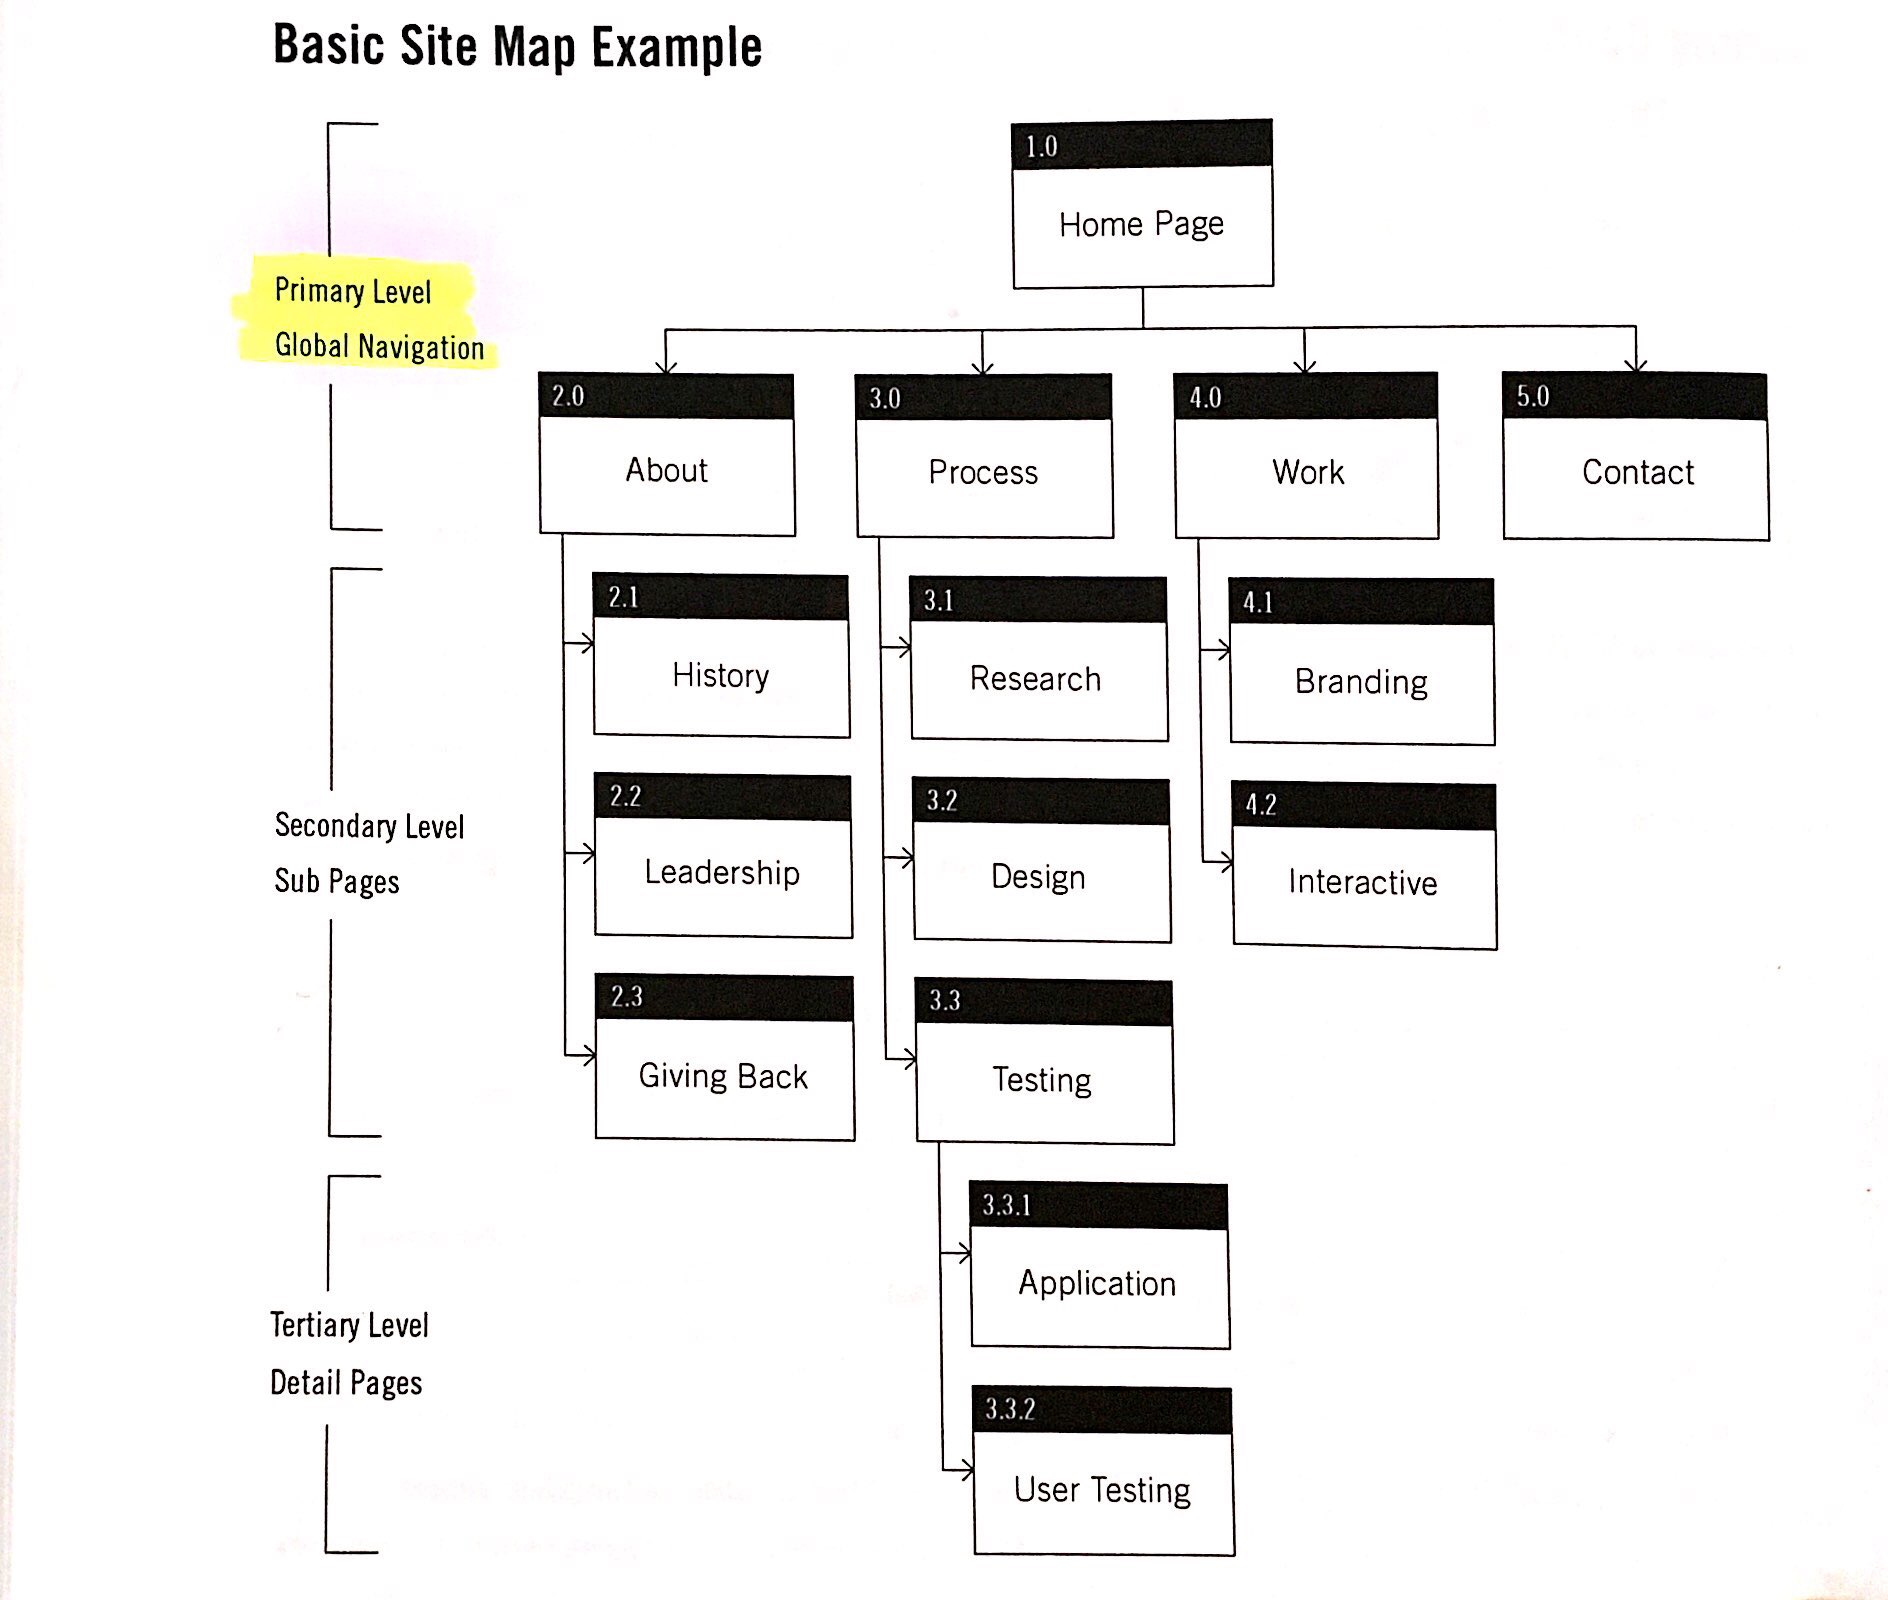 Basic Site Map Example
1.0
Home Page
Primary Level
Global Navigation
2.0
About
3.0
Process
4.0
Work
5.0
Contact
Secondary Level
Sub Pages
2.1
History
2.2
Leadership
2.3
Giving Back
3.1
Research
3.2
Design
3.3
Testing
4.1
Branding
4.2
Interactive
Tertiary Level
Detail Pages
3.3.1
Application
3.3.2
User Testing